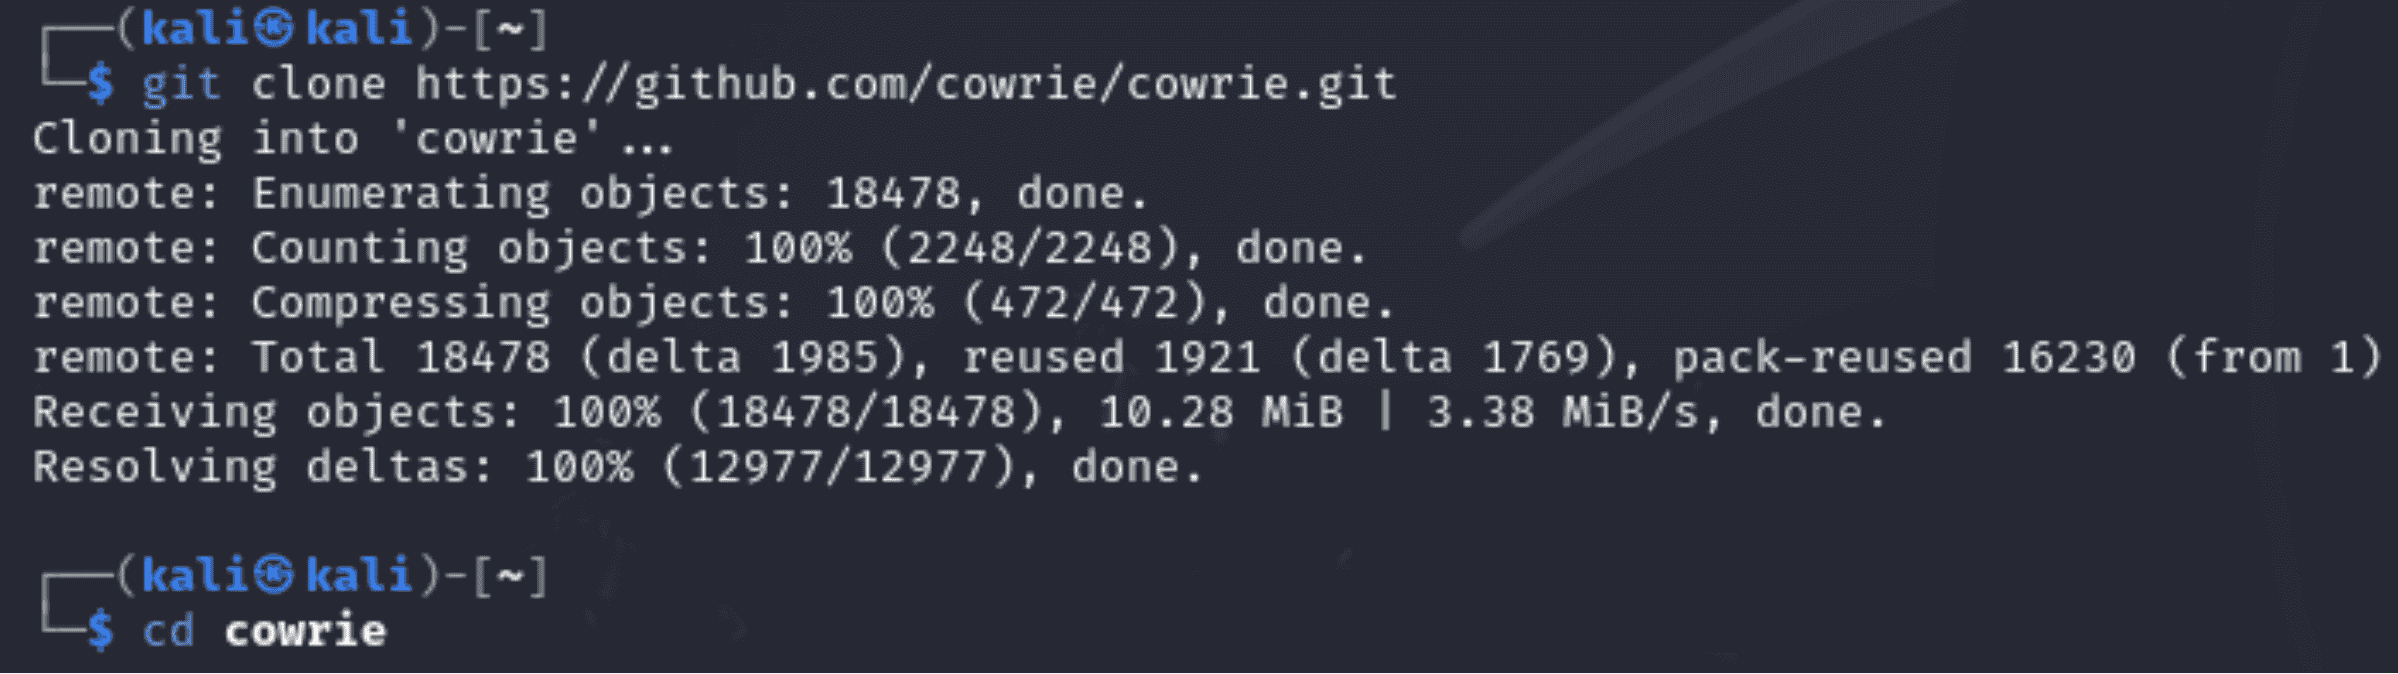 ┌──(kali㉿kali)-[~]
└─$ git clone https://github.com/cowrie/cowrie.git
Cloning into 'cowrie'...
remote: Enumerating objects: 18478, done.
remote: Counting objects: 100% (2248/2248), done.
remote: Compressing objects: 100% (472/472), done.
remote: Total 18478 (delta 1985), reused 1921 (delta 1769), pack-reused 16230 (from 1)
Receiving objects: 100% (18478/18478), 10.28 MiB | 3.38 MiB/s, done.
Resolving deltas: 100% (12977/12977), done.
┌──(kali㉿kali)-[~]
└─$ cd cowrie